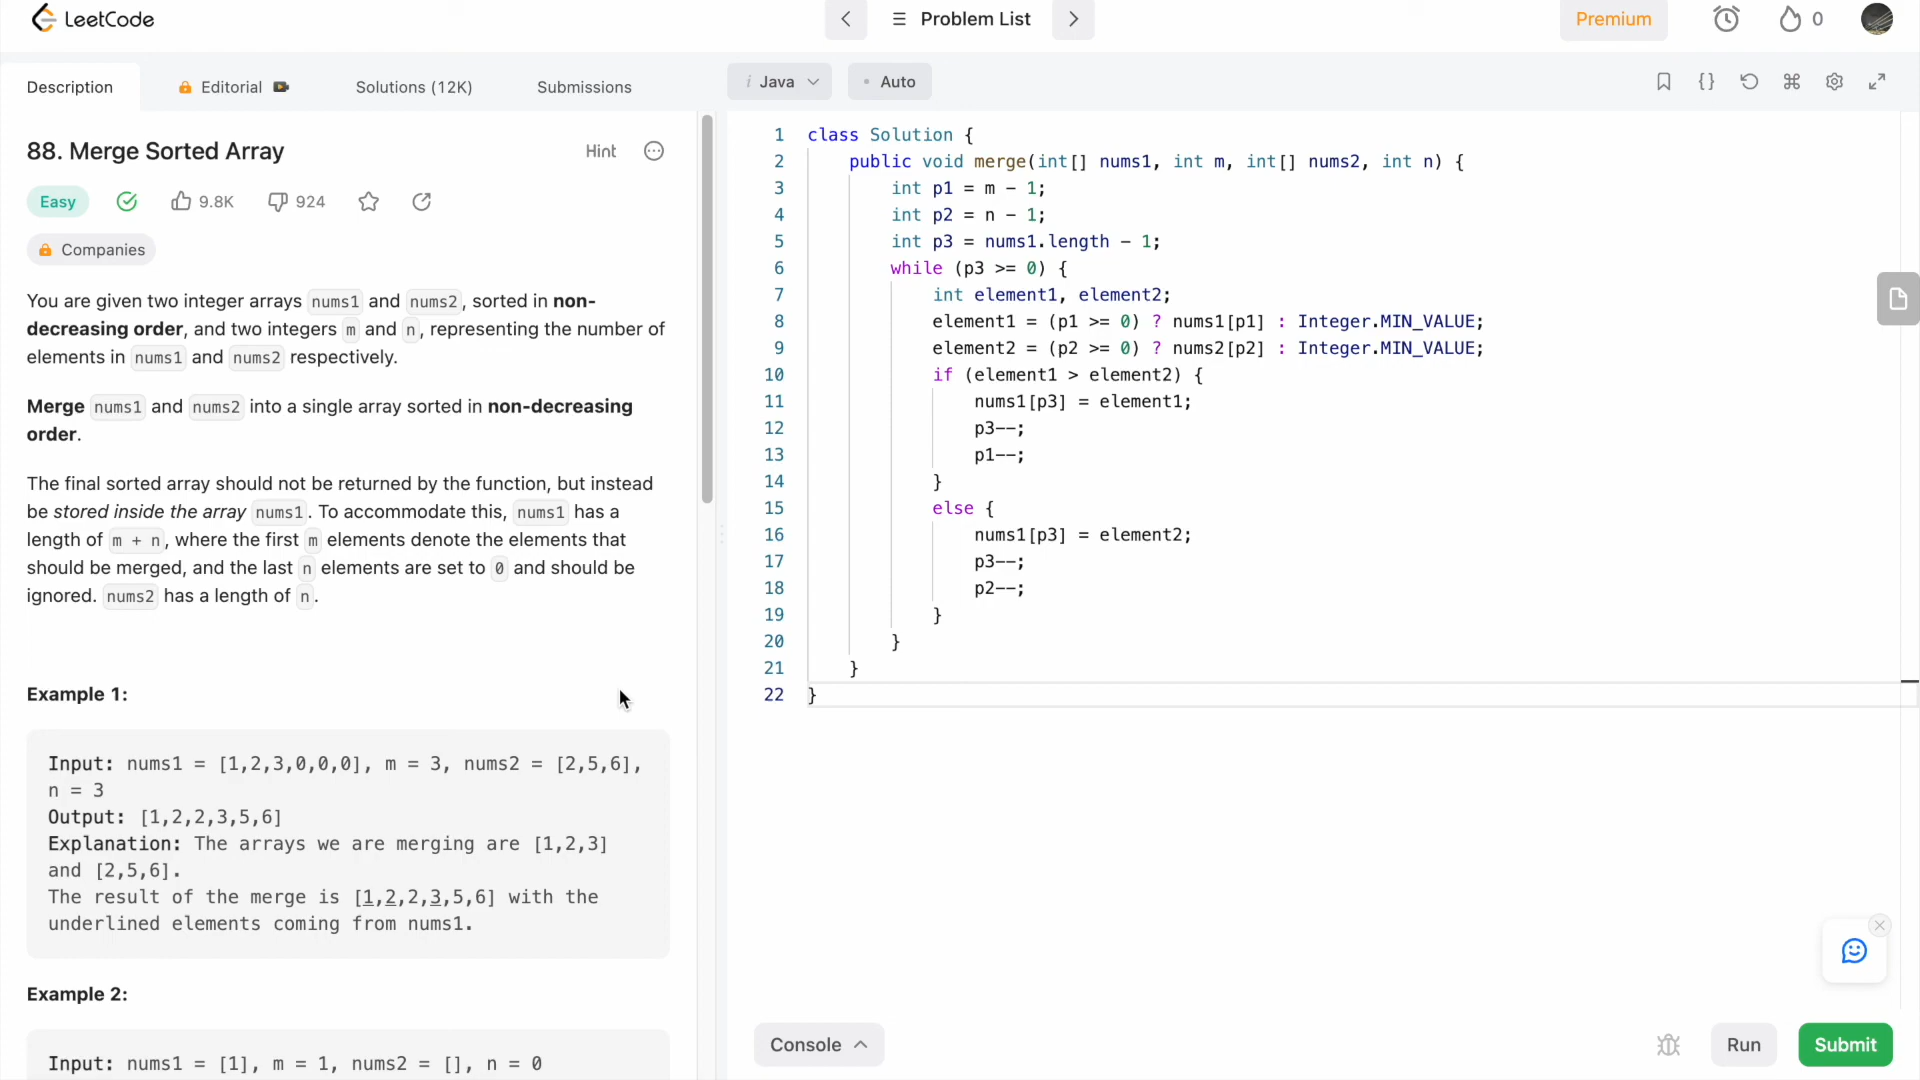 LeetCode
Problem List
Premium
0
Description
Editorial
Solutions (12K)
Submissions
88. Merge Sorted Array
Hint
Easy
9.8K
924
Companies
You are given two integer arrays nums1 and nums2, sorted in non-
decreasing order, and two integers m and n, representing the number of
elements in nums1 and nums2 respectively.
Merge nums1 and nums2 into a single array sorted in non-decreasing
order.
The final sorted array should not be returned by the function, but instead
be stored inside the array nums1. To accommodate this, nums1 has a
length of m + n, where the first m elements denote the elements that
should be merged, and the last n elements are set to 0 and should be
ignored. nums2 has a length of n.
Example 1:
Input: nums1 = [1,2,3,0,0,0], m = 3, nums2 = [2,5,6],
n = 3
Output: [1,2,2,3,5,6]
Explanation: The arrays we are merging are [1,2,3]
and [2,5,6].
The result of the merge is [1,2,2,3,5,6] with the
underlined elements coming from nums1.
Example 2:
Input: nums1 = [1], m = 1, nums2 = [], n = 0
i Java
Auto
{}
1 class Solution {
2 public void merge(int[] nums1, int m, int[] nums2, int n) {
3 int p1 = m - 1;
4 int p2 = n - 1;
5 int p3 = nums1.length - 1;
6 while (p3 >= 0) {
7 int element1, element2;
8 element1 = (p1 >= 0) ? nums1[p1] : Integer.MIN_VALUE;
9 element2 = (p2 >= 0) ? nums2[p2] : Integer.MIN_VALUE;
10 if (element1 > element2) {
11 nums1[p3] = element1;
12 p3--;
13 p1--;
14 }
15 else {
16 nums1[p3] = element2;
17 p3--;
18 p2--;
19 }
20 }
21 }
22 }
Console
Run
Submit